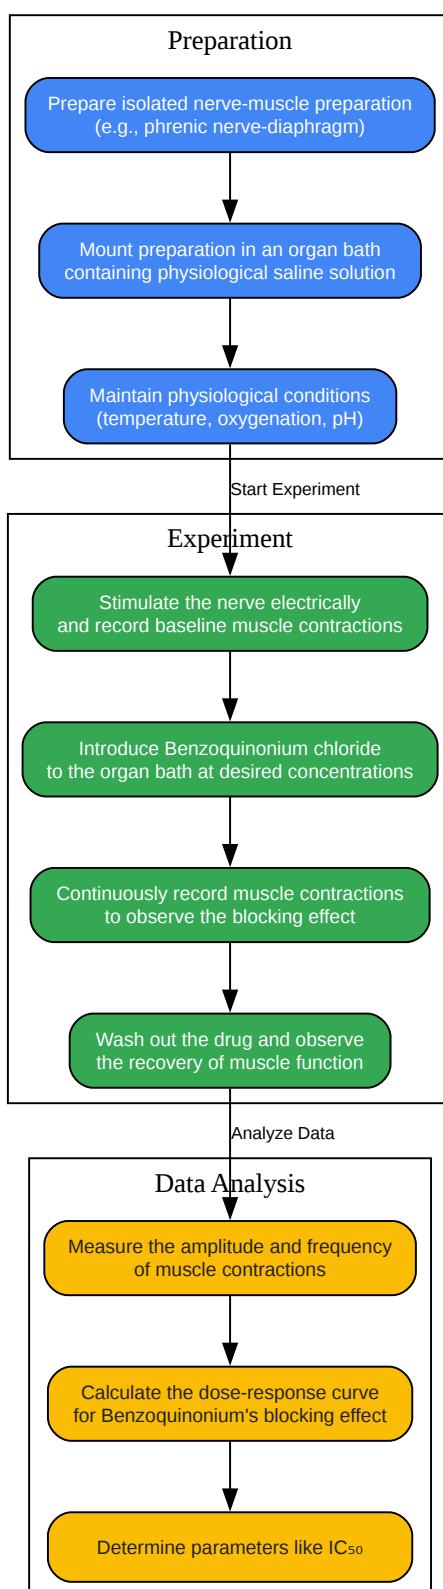 Preparation
Prepare isolated nerve-muscle preparation
(e.g., phrenic nerve-diaphragm)
Mount preparation in an organ bath
containing physiological saline solution
Maintain physiological conditions
(temperature, oxygenation, pH)
Start Experiment
Experiment
Stimulate the nerve electrically
and record baseline muscle contractions
Introduce Benzoquinonium chloride
to the organ bath at desired concentrations
Continuously record muscle contractions
to observe the blocking effect
Wash out the drug and observe
the recovery of muscle function
Analyze Data
Data Analysis
Measure the amplitude and frequency
of muscle contractions
Calculate the dose-response curve
for Benzoquinonium's blocking effect
Determine parameters like IC₅₀